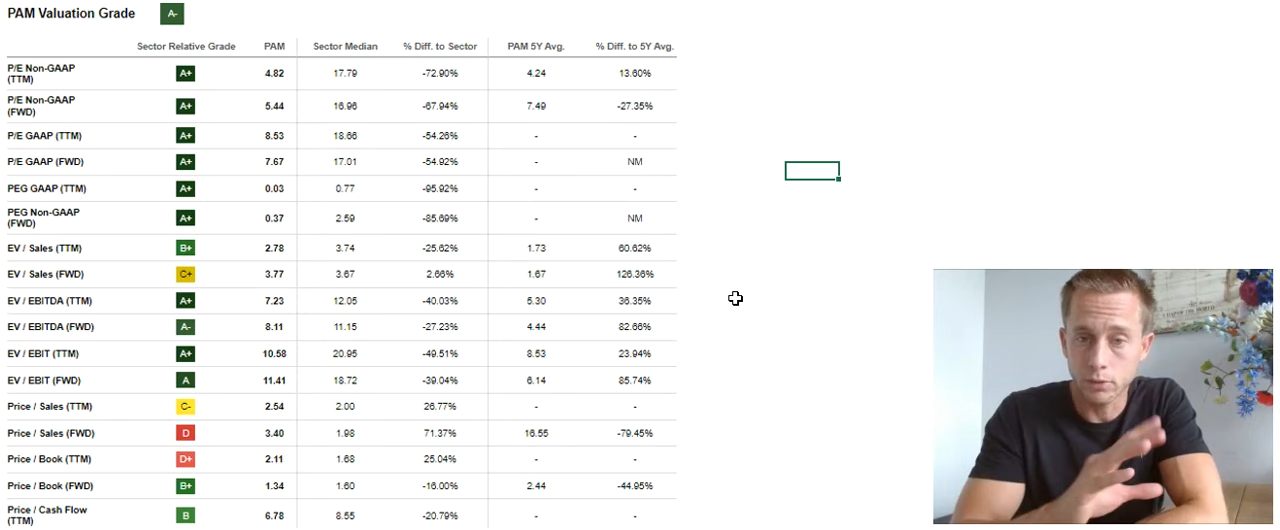 PAM Valuation Grade A-
Sector Relative Grade PAM Sector Median % Diff. to Sector PAM 5Y Avg. % Diff. to 5Y Avg.
P/E Non-GAAP
(TTM) A+ 4.82 17.79 -72.90% 4.24 13.60%
P/E Non-GAAP
(FWD) A+ 5.44 16.96 -67.94% 7.49 -27.35%
P/E GAAP (TTM) A+ 8.53 18.66 -54.26% - -
P/E GAAP (FWD) A+ 7.67 17.01 -54.92% - NM
PEG GAAP (TTM) A+ 0.03 0.77 -95.92% - -
PEG Non-GAAP
(FWD) A+ 0.37 2.59 -85.69% - NM
EV / Sales (TTM) B+ 2.78 3.74 -25.62% 1.73 60.62%
EV / Sales (FWD) C+ 3.77 3.67 2.66% 1.67 126.36%
EV / EBITDA (TTM) A+ 7.23 12.05 -40.03% 5.30 36.35%
EV / EBITDA (FWD) A- 8.11 11.15 -27.23% 4.44 82.66%
EV / EBIT (TTM) A+ 10.58 20.95 -49.51% 8.53 23.94%
EV / EBIT (FWD) A 11.41 18.72 -39.04% 6.14 85.74%
Price / Sales (TTM) C- 2.54 2.00 26.77% - -
Price / Sales (FWD) D 3.40 1.98 71.37% 16.55 -79.45%
Price / Book (TTM) D+ 2.11 1.68 25.04% - -
Price / Book (FWD) B+ 1.34 1.60 -16.00% 2.44 -44.95%
Price / Cash Flow
(TTM) B 6.78 8.55 -20.79% - -